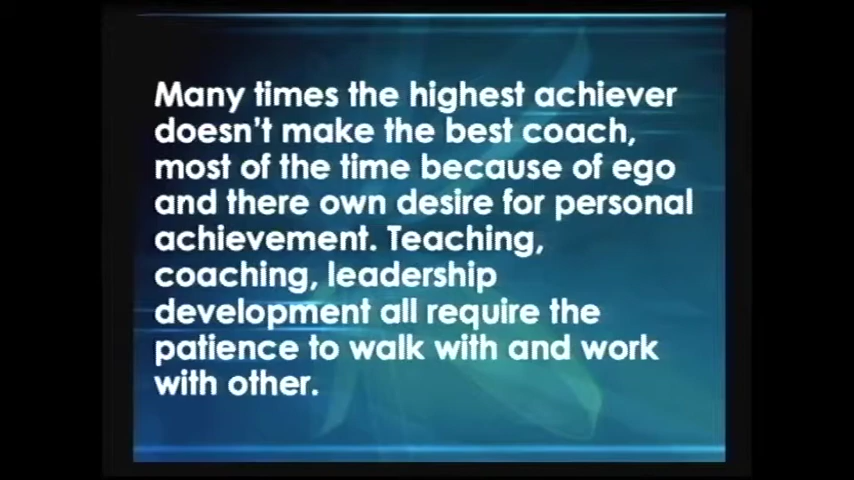 Many times the highest achiever
doesn't make the best coach,
most of the time because of ego
and there own desire for personal
achievement. Teaching,
coaching, leadership
development all require the
patience to walk with and work
with other.